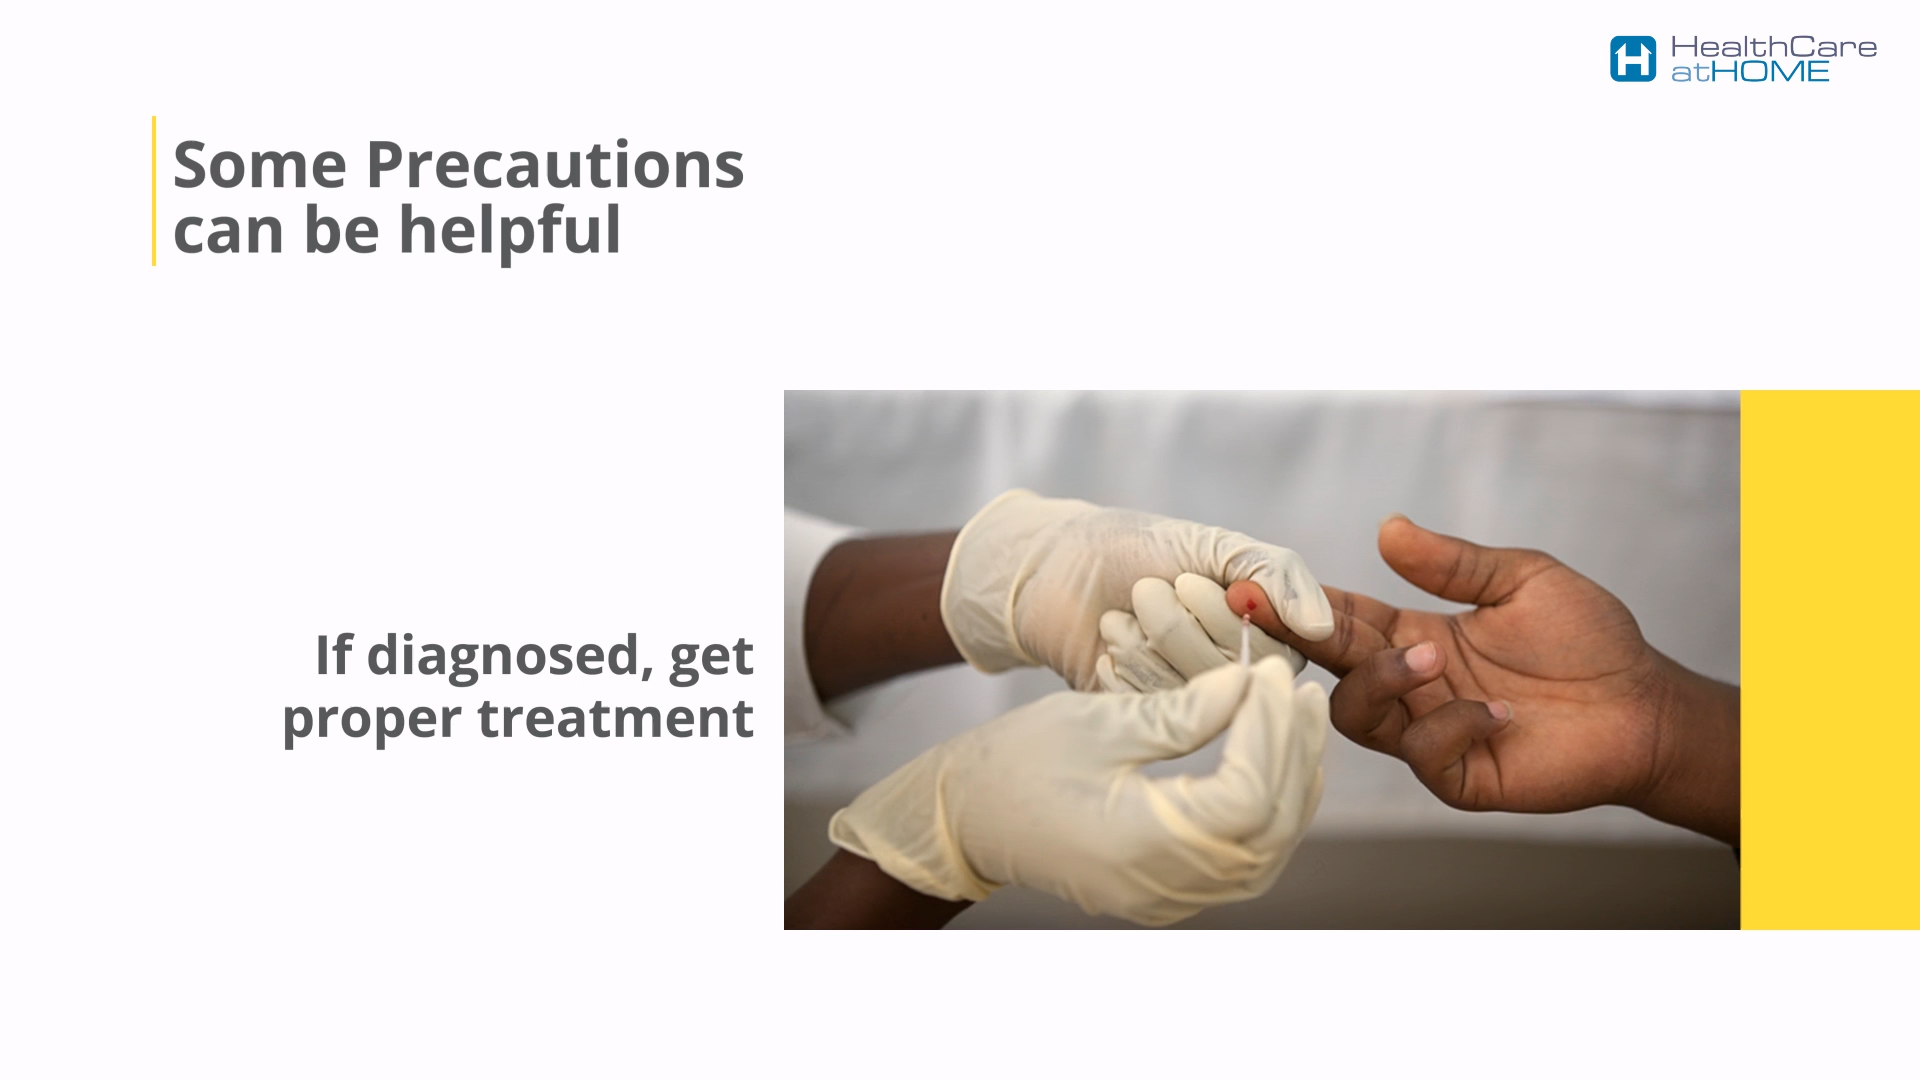 HealthCare
atHOME
Some Precautions
can be helpful
If diagnosed, get
proper treatment